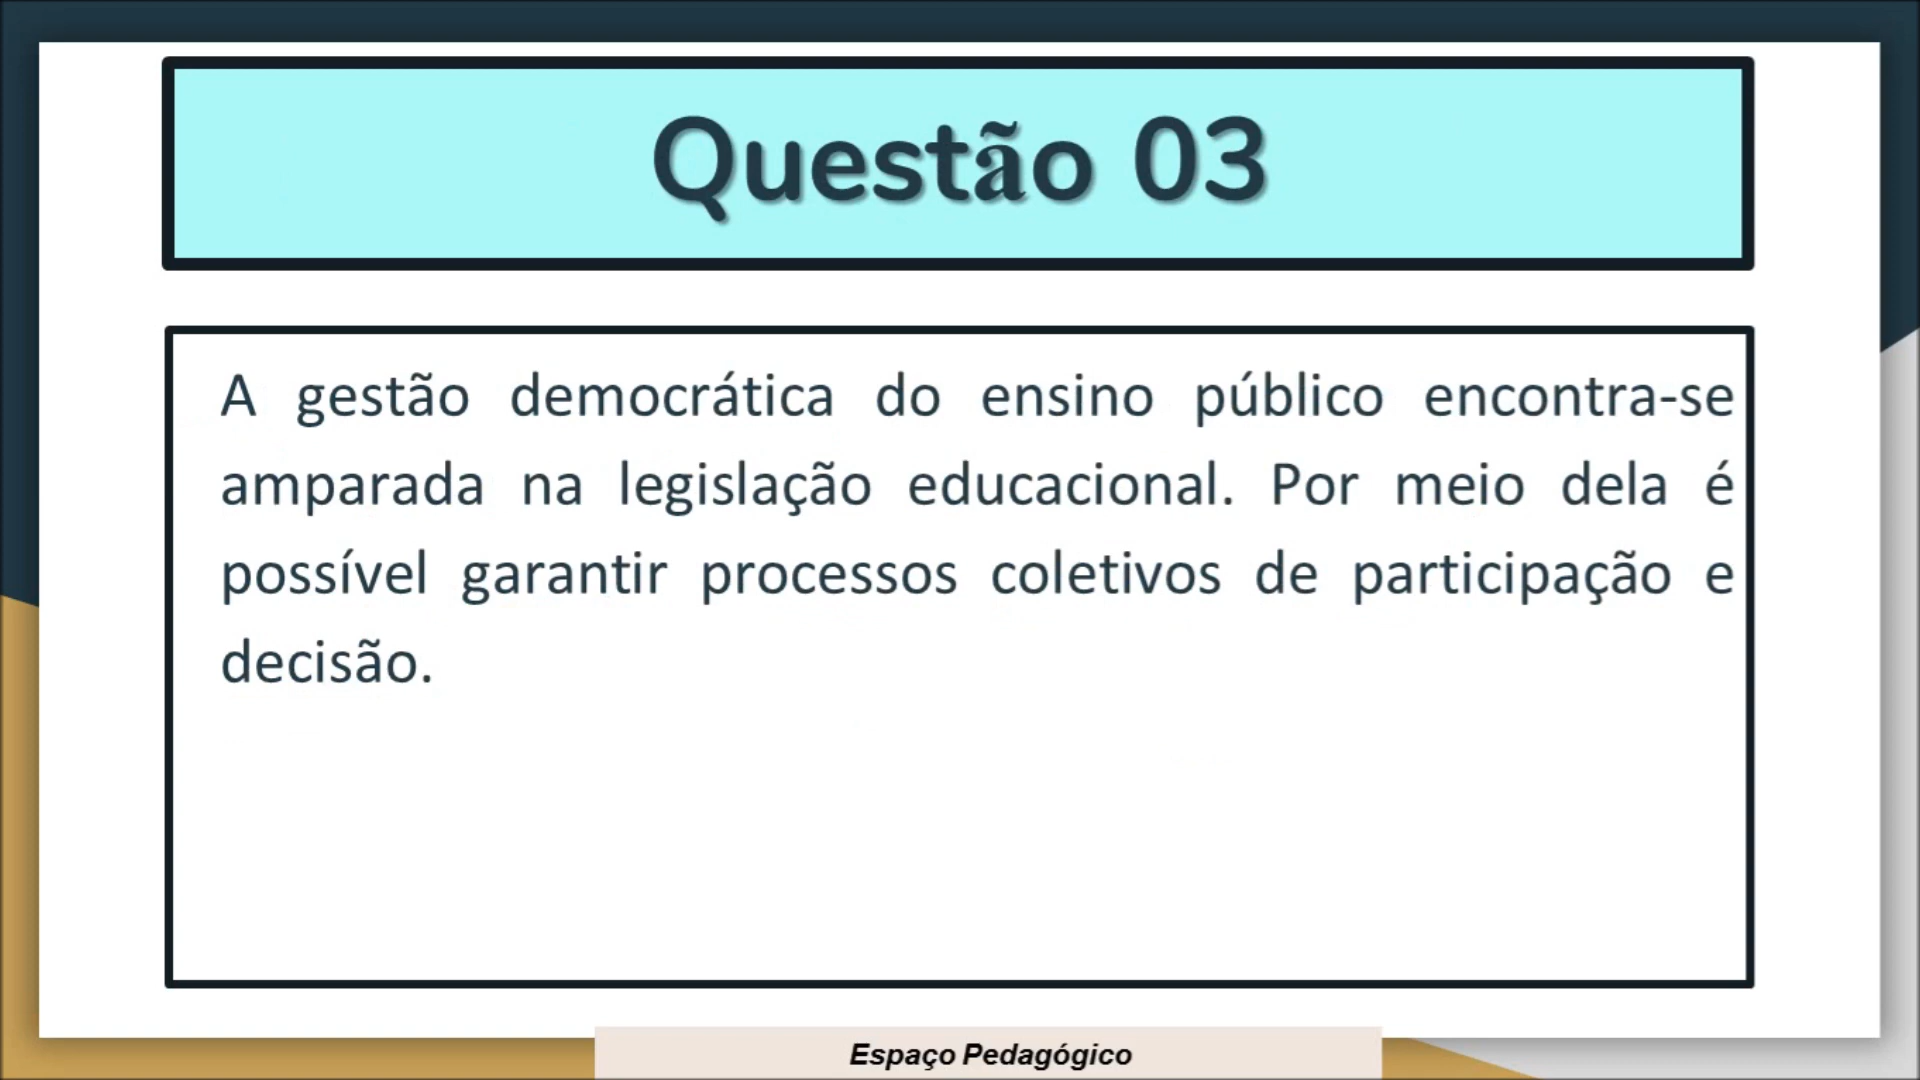 Questão 03
A gestão democrática do ensino público encontra-se
amparada na legislação educacional. Por meio dela é
possível garantir processos coletivos de participação e
decisão.
Espaço Pedagógico